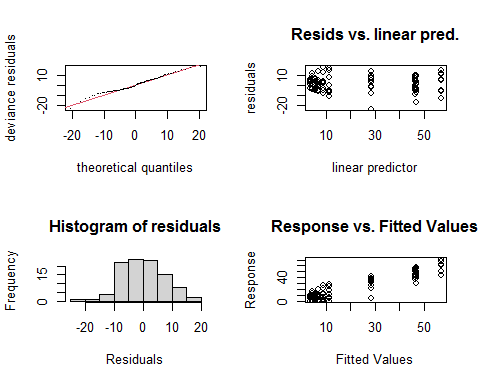 deviance residuals
10
-20
-20
-10
0
10
20
theoretical quantiles
Resids vs. linear pred.
residuals
10
-20
10
30
50
linear predictor
Histogram of residuals
Frequency
15
0
-20
-10
0
10
20
Residuals
Response vs. Fitted Values
Response
40
0
10
30
50
Fitted Values